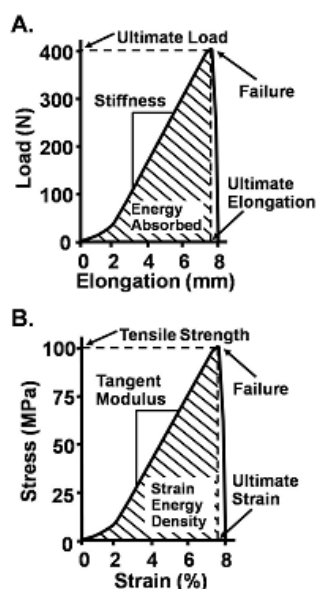 A.
Ultimate Load
400
300
200
100
0
Load (N)
Stiffness
Failure
Energy
Absorbed
Ultimate
Elongation
0 2 4 6 8
Elongation (mm)
B.
Tensile Strength
100
75
50
25
0
Stress (MPa)
Tangent
Modulus
Failure
Strain
Energy
Density
Ultimate
Strain
0 2 4 6 8
Strain (%)